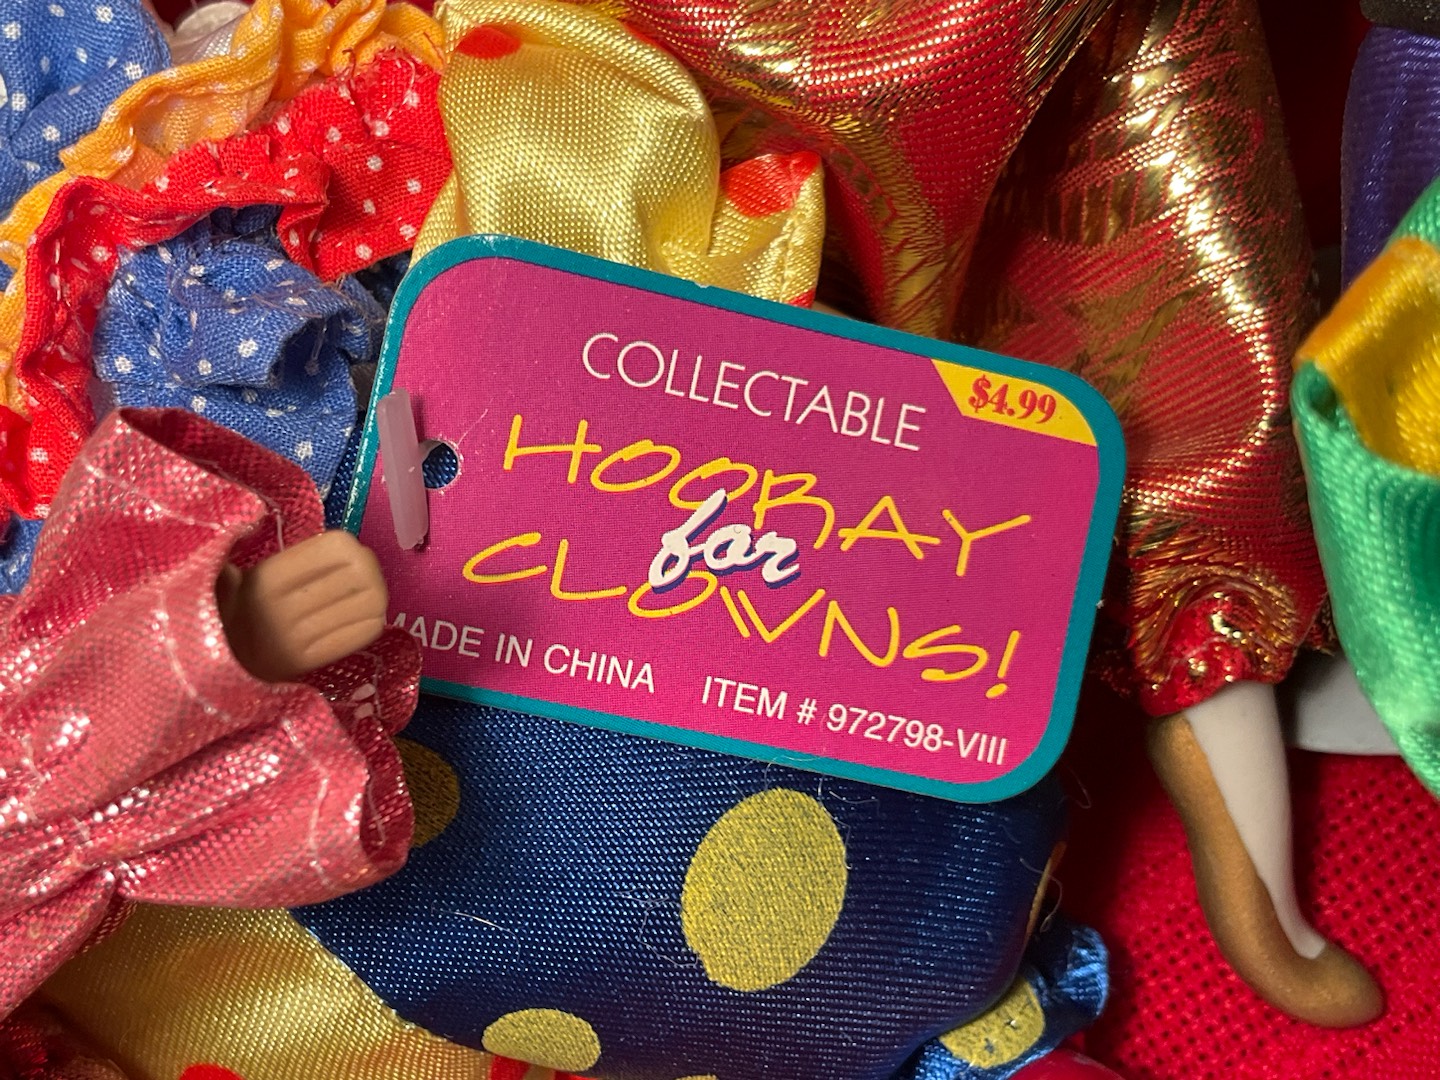 COLLECTABLE
$4.99
HOORAY
for
CLOWNS!
MADE IN CHINA ITEM # 972798-VIII